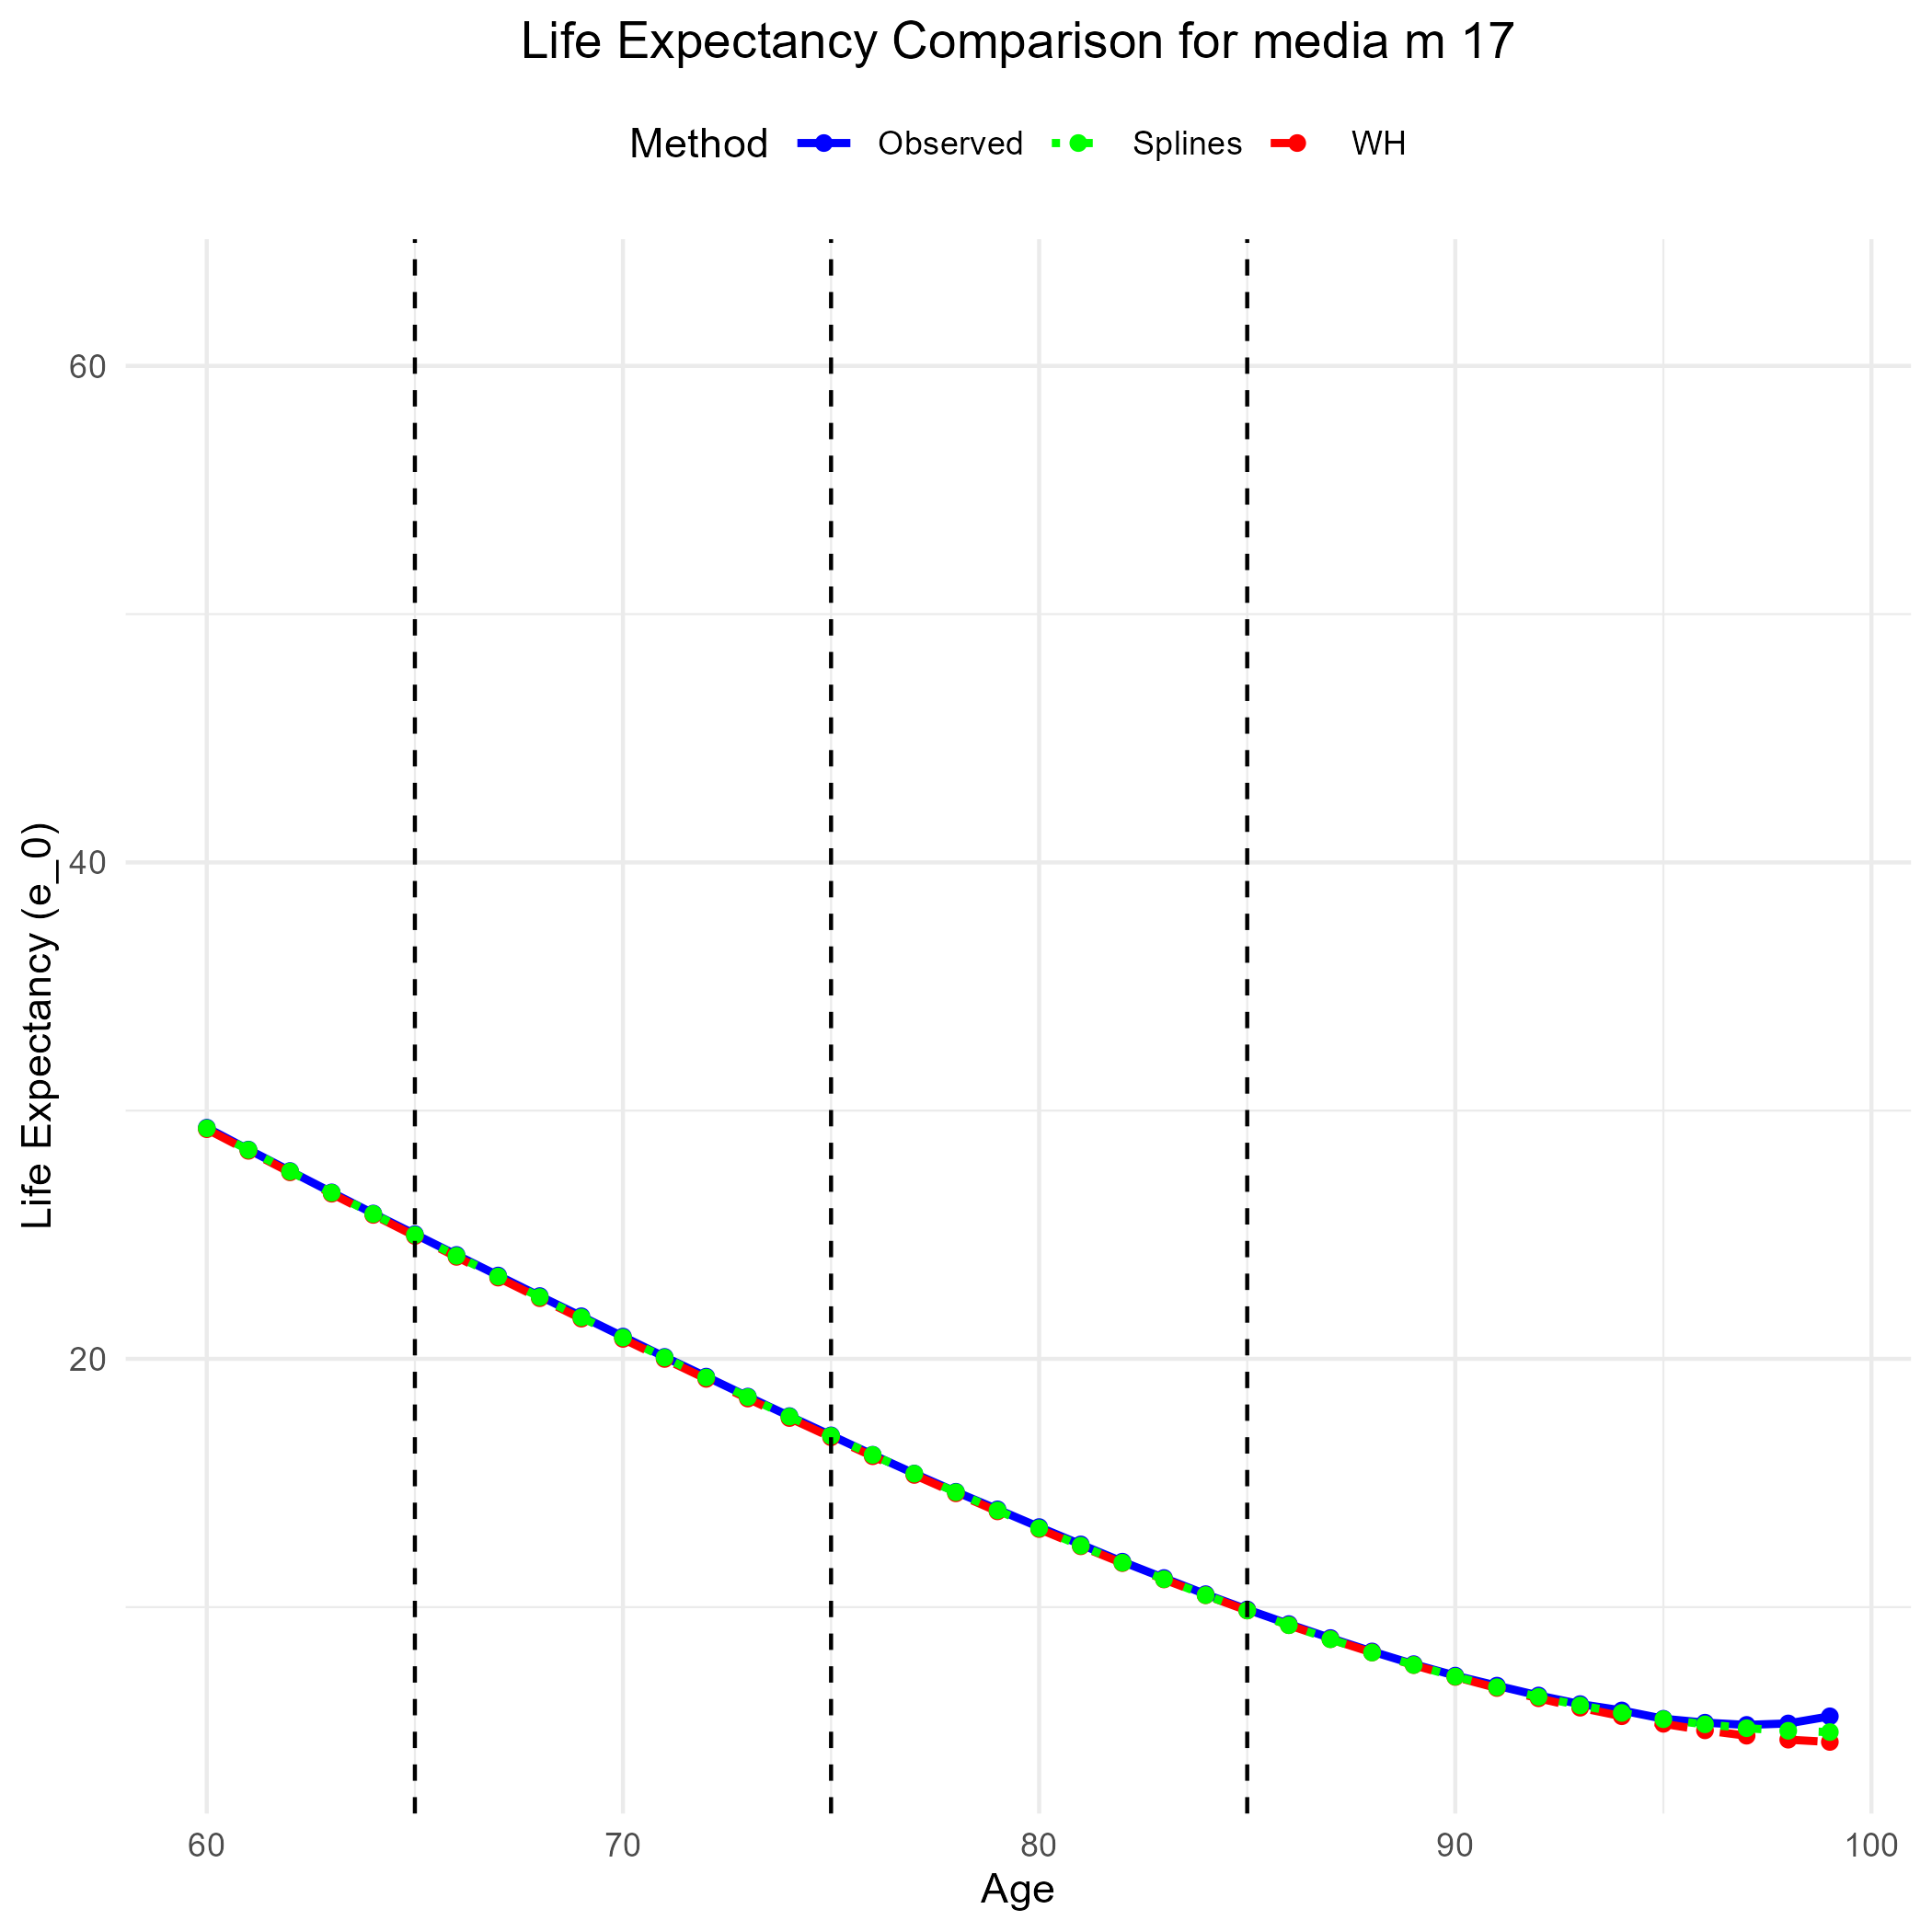 Life Expectancy Comparison for media m 17
Method Observed Splines WH
Life Expectancy (e_0)
60
40
20
60 70 80 90 100
Age